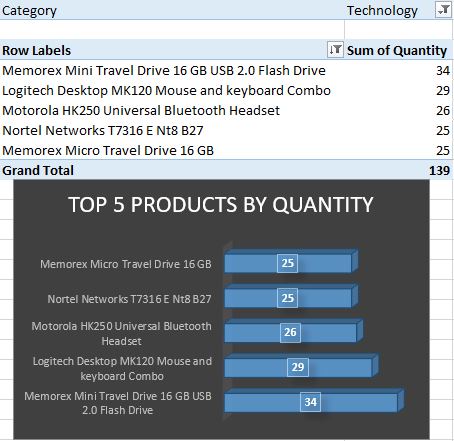 Category Technology
Row Labels Sum of Quantity
Memorex Mini Travel Drive 16 GB USB 2.0 Flash Drive 34
Logitech Desktop MK120 Mouse and keyboard Combo 29
Motorola HK250 Universal Bluetooth Headset 26
Nortel Networks T7316 E Nt8 B27 25
Memorex Micro Travel Drive 16 GB 25
Grand Total 139
TOP 5 PRODUCTS BY QUANTITY
Memorex Micro Travel Drive 16 GB 25
Nortel Networks T7316 E Nt8 B27 25
Motorola HK250 Universal Bluetooth
Headset 26
Logitech Desktop MK120 Mouse and
keyboard Combo 29
Memorex Mini Travel Drive 16 GB USB
2.0 Flash Drive 34